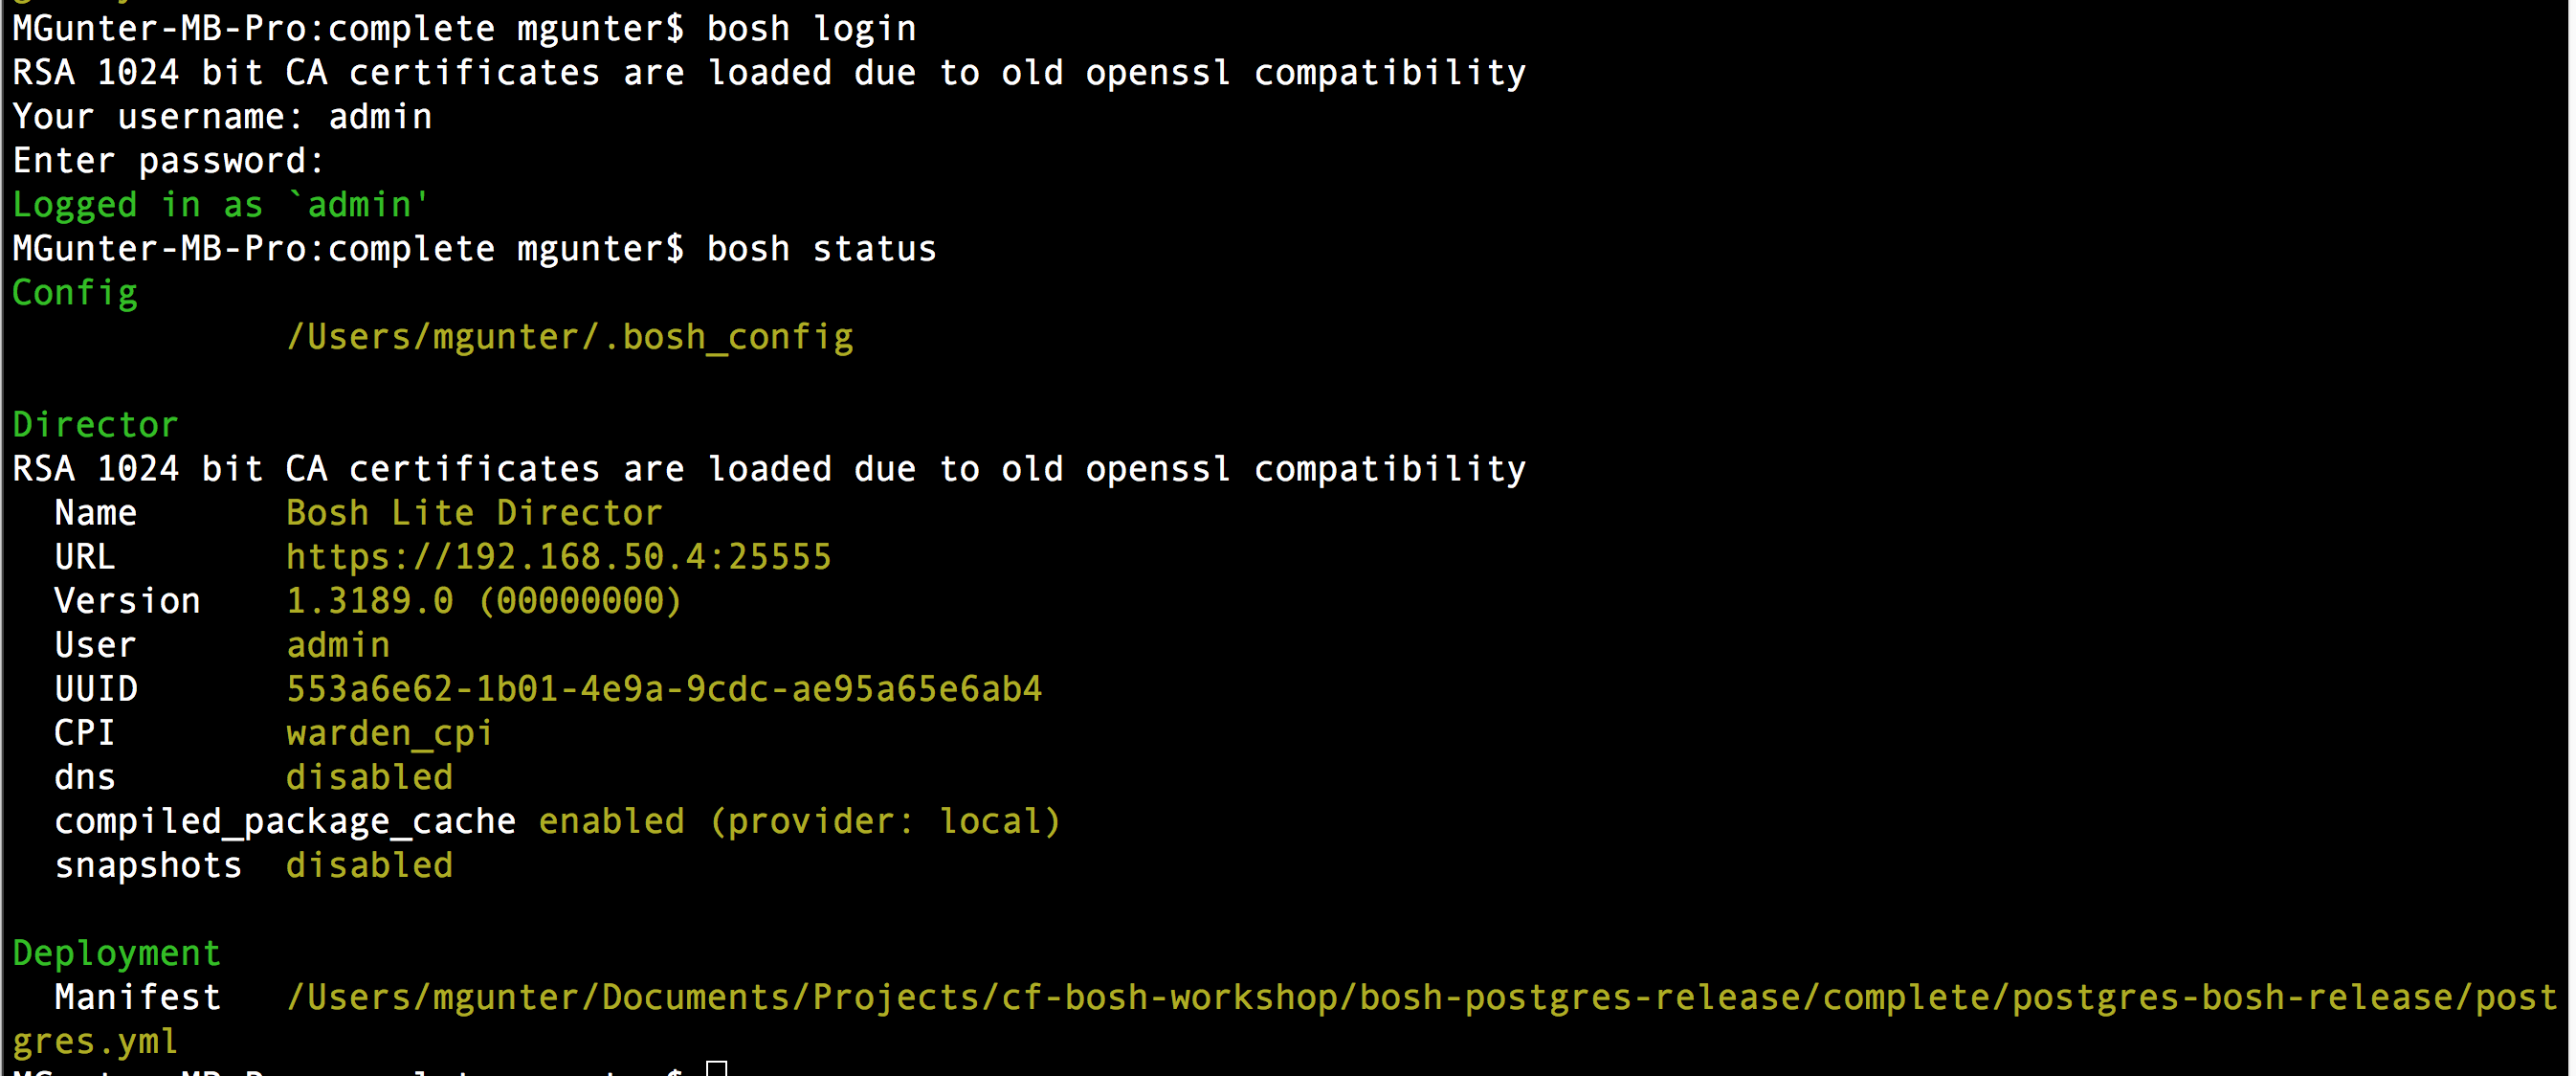 MGunter-MB-Pro:complete mgunter$ bosh login
RSA 1024 bit CA certificates are loaded due to old openssl compatibility
Your username: admin
Enter password:
Logged in as `admin'
MGunter-MB-Pro:complete mgunter$ bosh status
Config
             /Users/mgunter/.bosh_config

Director
RSA 1024 bit CA certificates are loaded due to old openssl compatibility
  Name       Bosh Lite Director
  URL        https://192.168.50.4:25555
  Version    1.3189.0 (00000000)
  User       admin
  UUID       553a6e62-1b01-4e9a-9cdc-ae95a65e6ab4
  CPI        warden_cpi
  dns        disabled
  compiled_package_cache enabled (provider: local)
  snapshots  disabled

Deployment
  Manifest   /Users/mgunter/Documents/Projects/cf-bosh-workshop/bosh-postgres-release/complete/postgres-bosh-release/post
gres.yml